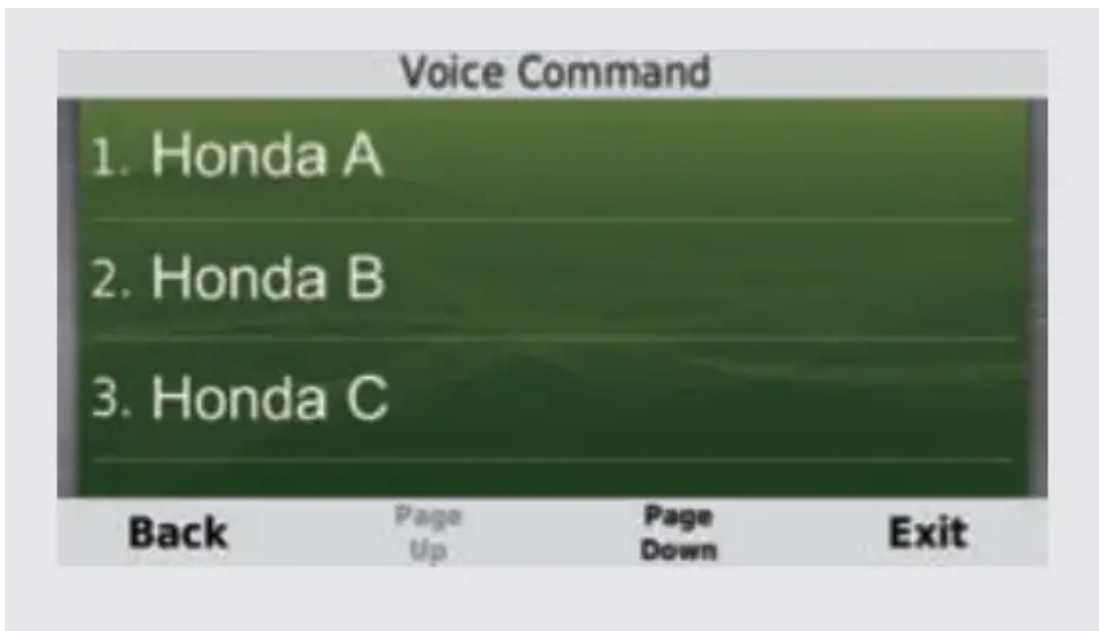 Voice Command
1. Honda A
2. Honda B
3. Honda C
Back
Page
Up
Page
Down
Exit